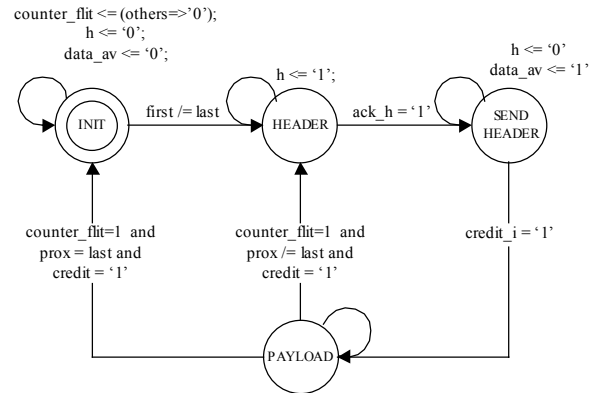 counter_flit <= (others=>'0');
h <= ‘0’;
data_av <= ‘0’;
INIT
first /= last
h <= ‘1’;
HEADER
ack_h = ‘1’
h <= ‘0’
data_av <= ‘1’
SEND
HEADER
counter_flit=1 and
prox = last and
credit = ‘1’
counter_flit=1 and
prox /= last and
credit = ‘1’
credit_i = ‘1’
PAYLOAD